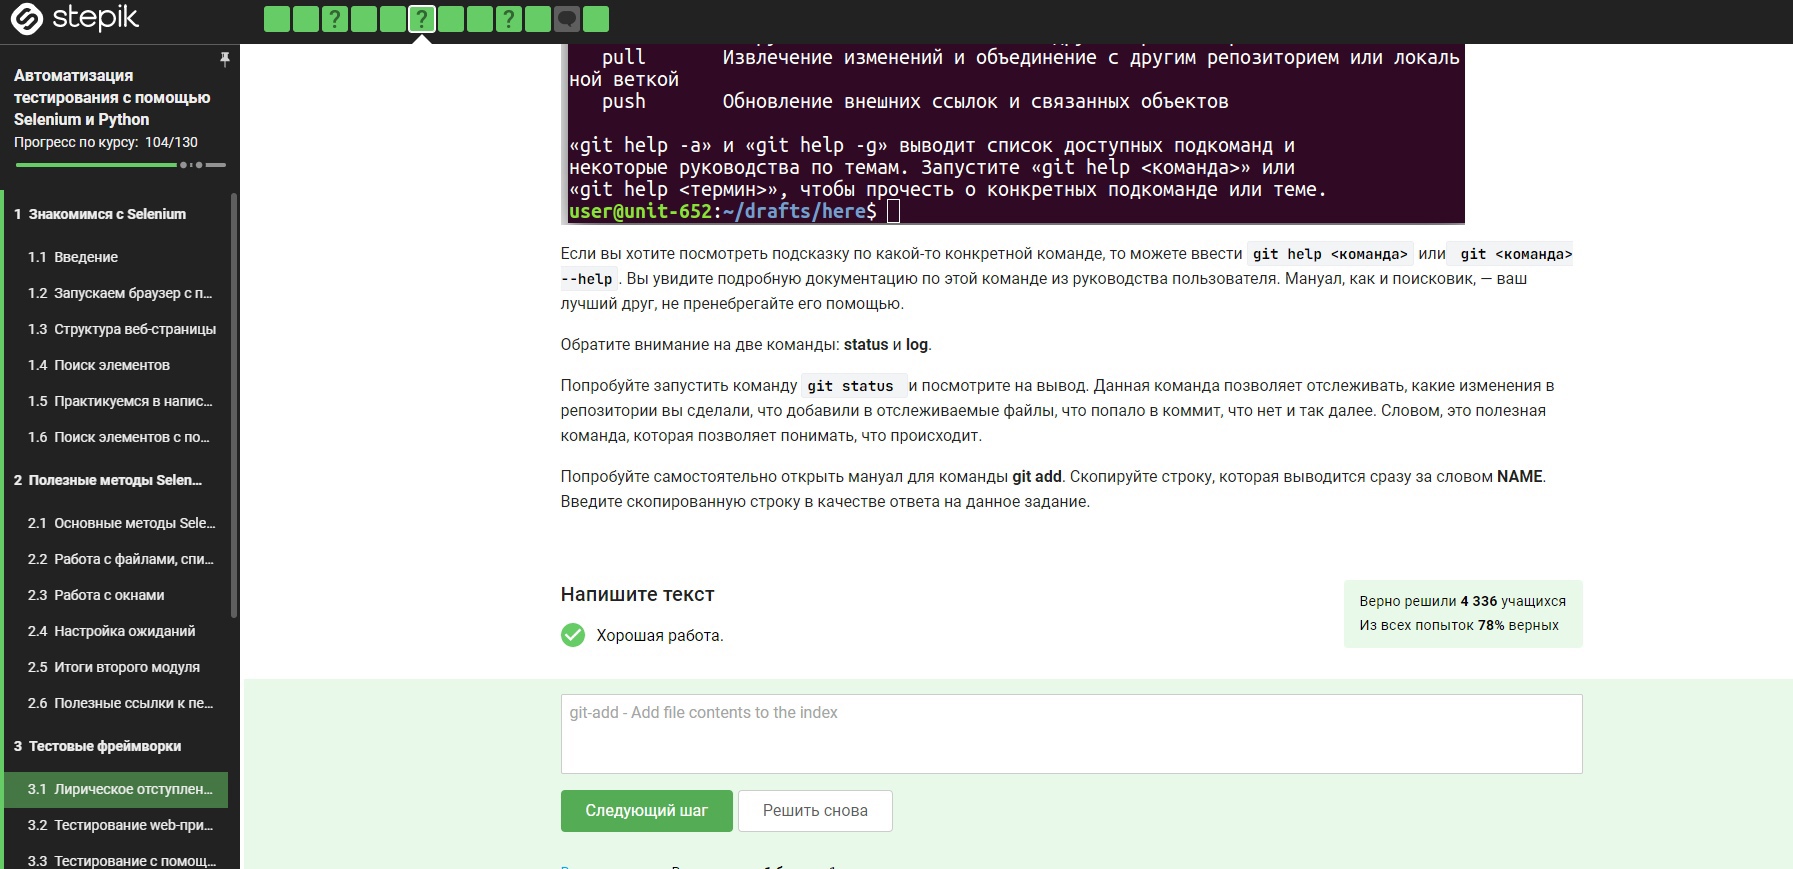 stepik
? ? ?
Автоматизация
тестирования с помощью
Selenium и Python
Прогресс по курсу: 104/130
1 Знакомимся с Selenium
1.1 Введение
1.2 Запускаем браузер с п...
1.3 Структура веб-страницы
1.4 Поиск элементов
1.5 Практикуемся в напис...
1.6 Поиск элементов с по...
2 Полезные методы Selen...
2.1 Основные методы Sele...
2.2 Работа с файлами, спи...
2.3 Работа с окнами
2.4 Настройка ожиданий
2.5 Итоги второго модуля
2.6 Полезные ссылки к пе...
3 Тестовые фреймворки
3.1 Лирическое отступлен...
3.2 Тестирование web-при...
3.3 Тестирование с помощ...
pull Извлечение изменений и объединение с другим репозиторием или локаль
ной веткой
push Обновление внешних ссылок и связанных объектов
«git help -a» и «git help -g» выводит список доступных подкоманд и
некоторые руководства по темам. Запустите «git help <команда>» или
«git help <термин>», чтобы прочесть о конкретных подкоманде или теме.
user@unit-652:~/drafts/here$
Если вы хотите посмотреть подсказку по какой-то конкретной команде, то можете ввести git help <команда> или git <команда>
--help . Вы увидите подробную документацию по этой команде из руководства пользователя. Мануал, как и поисковик, — ваш
лучший друг, не пренебрегайте его помощью.
Обратите внимание на две команды: status и log.
Попробуйте запустить команду git status и посмотрите на вывод. Данная команда позволяет отслеживать, какие изменения в
репозитории вы сделали, что добавили в отслеживаемые файлы, что попало в коммит, что нет и так далее. Словом, это полезная
команда, которая позволяет понимать, что происходит.
Попробуйте самостоятельно открыть мануал для команды git add. Скопируйте строку, которая выводится сразу за словом NAME.
Введите скопированную строку в качестве ответа на данное задание.
Напишите текст
Хорошая работа.
Верно решили 4 336 учащихся
Из всех попыток 78% верных
git-add - Add file contents to the index
Следующий шаг
Решить снова